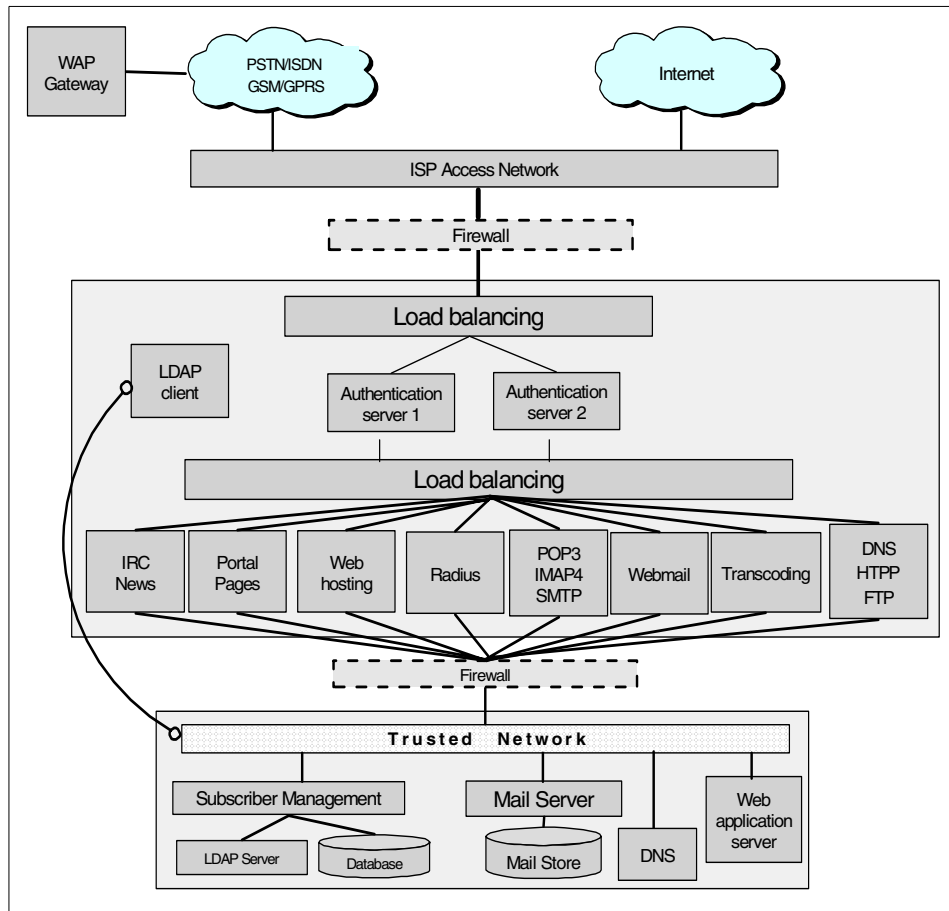 WAP
Gateway
PSTN/ISDN
GSM/GPRS
Internet
ISP Access Network
Firewall
Load balancing
LDAP
client
Authentication
server 1
Authentication
server 2
Load balancing
IRC
News
Portal
Pages
Web
hosting
Radius
POP3
IMAP4
SMTP
Webmail
Transcoding
DNS
HTPP
FTP
Firewall
Trusted Network
Subscriber Management
LDAP Server
Database
Mail Server
Mail Store
DNS
Web
application
server